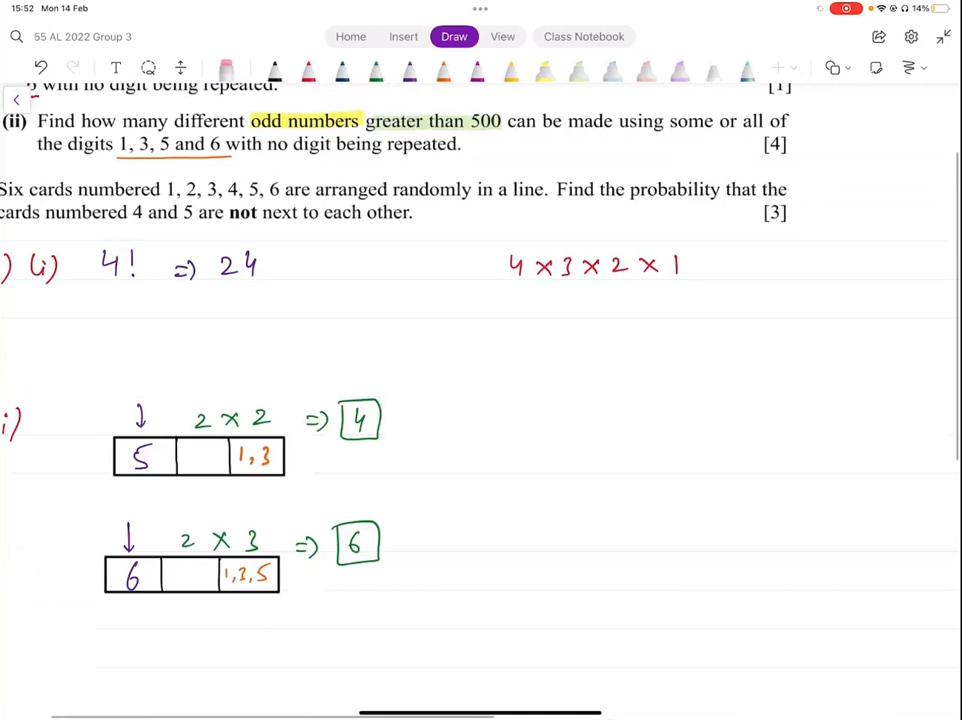 15:52 Mon 14 Feb
14%
55 AL 2022 Group 3
Home Insert Draw View Class Notebook
with no digit being repeated. [1]
(ii) Find how many different odd numbers greater than 500 can be made using some or all of
the digits 1, 3, 5 and 6 with no digit being repeated. [4]
Six cards numbered 1, 2, 3, 4, 5, 6 are arranged randomly in a line. Find the probability that the
cards numbered 4 and 5 are not next to each other. [3]
) (i) 4! => 24 4 × 3 × 2 × 1
i) ↓ 2 × 2 => 4
5 1,3
↓ 2 × 3 => 6
6 1,3,5